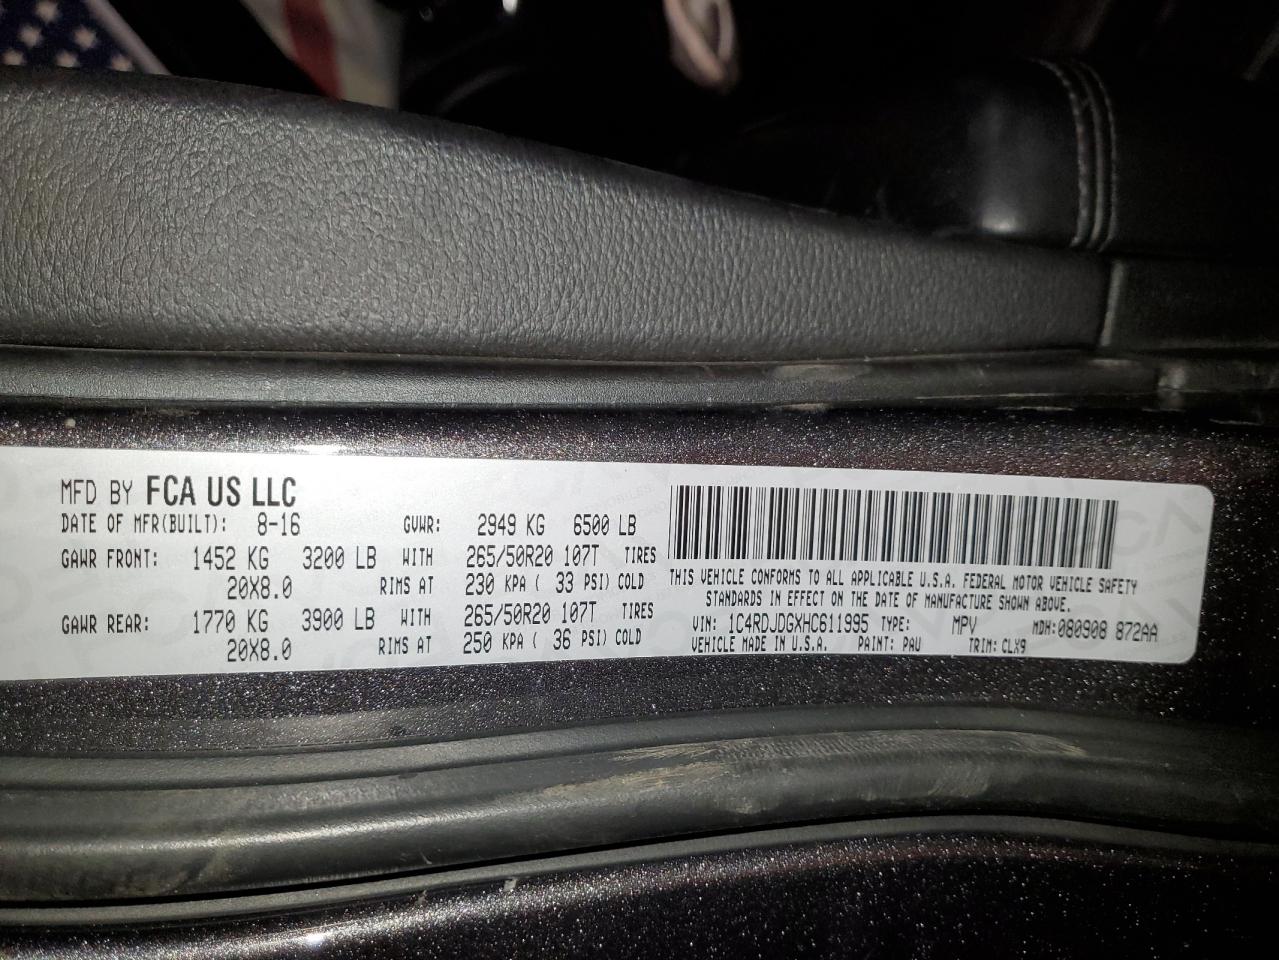 MFD BY FCA US LLC
DATE OF MFR(BUILT): 8-16 GVWR: 2949 KG 6500 LB
GAWR FRONT: 1452 KG 3200 LB WITH 265/50R20 107T TIRES
20X8.0 RIMS AT 230 KPA ( 33 PSI) COLD
GAWR REAR: 1770 KG 3900 LB WITH 265/50R20 107T TIRES
20X8.0 RIMS AT 250 KPA ( 36 PSI) COLD
THIS VEHICLE CONFORMS TO ALL APPLICABLE U.S.A. FEDERAL MOTOR VEHICLE SAFETY
STANDARDS IN EFFECT ON THE DATE OF MANUFACTURE SHOWN ABOVE.
VIN: 1C4RDJDGXHC611995 TYPE: MPV MDH:080908 872AA
VEHICLE MADE IN U.S.A. PAINT: PAU TRIM: CLX9